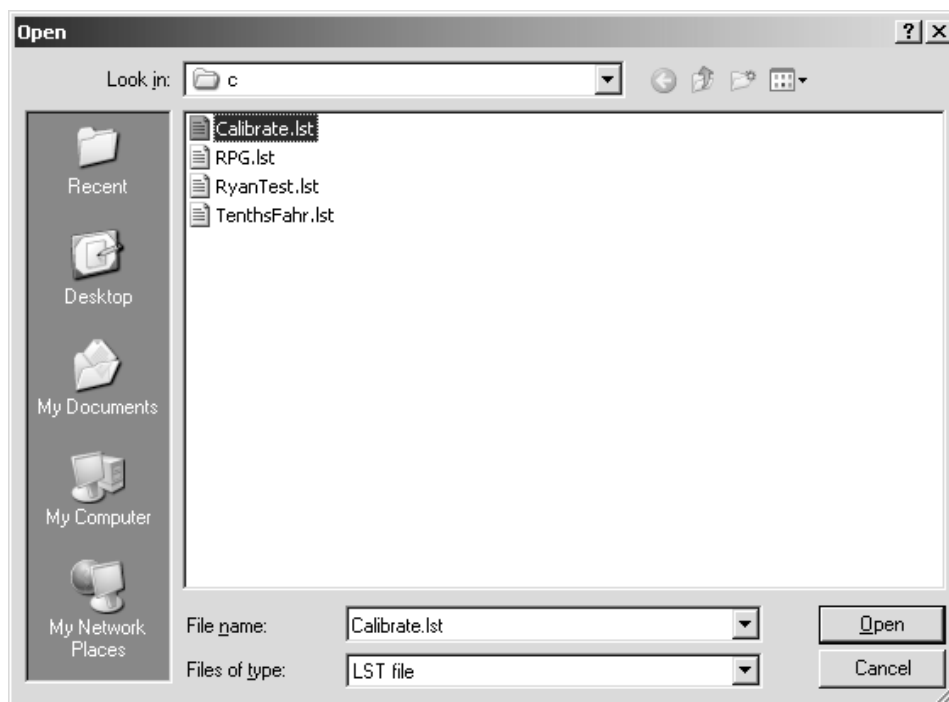 Open
Look in: c
Calibrate.lst
RPG.lst
RyanTest.lst
TenthsFahr.lst
Recent
Desktop
My Documents
My Computer
My Network
Places
File name: Calibrate.lst
Open
Files of type: LST file
Cancel